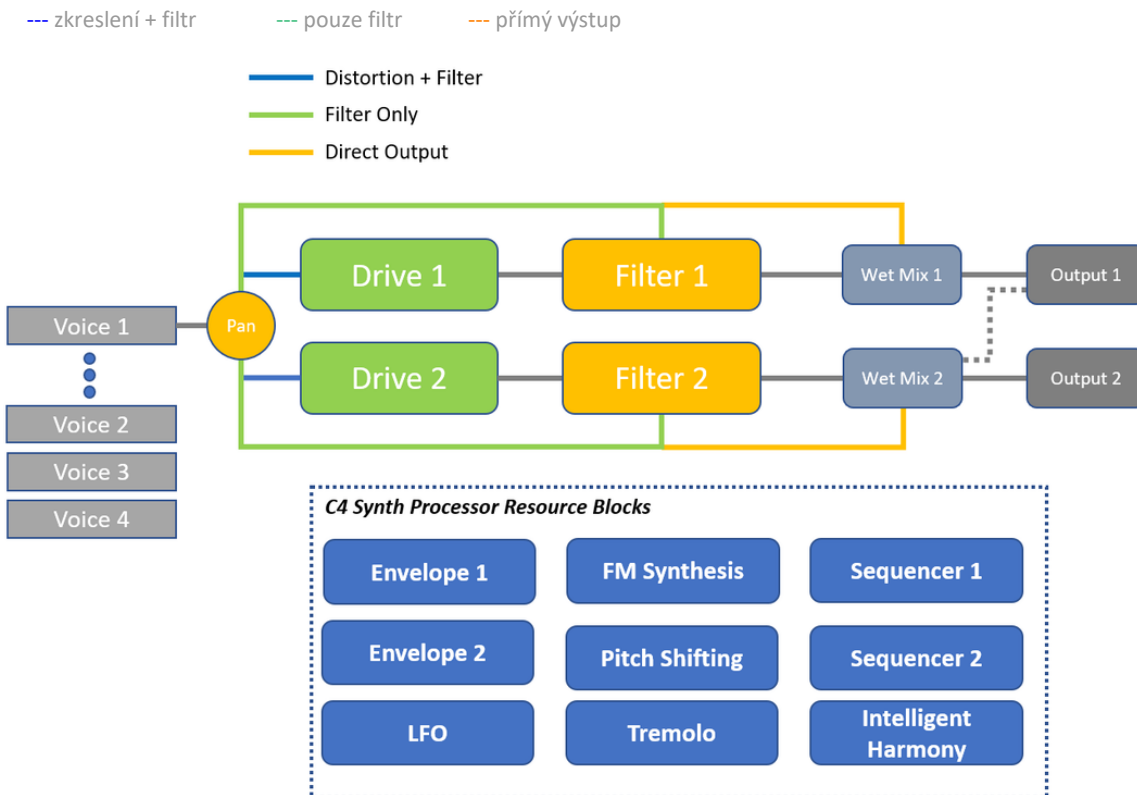 --- zkreslení + filtr --- pouze filtr --- přímý výstup
Distortion + Filter
Filter Only
Direct Output
Drive 1
Filter 1
Wet Mix 1
Output 1
Voice 1
Pan
Drive 2
Filter 2
Wet Mix 2
Output 2
Voice 2
Voice 3
Voice 4
C4 Synth Processor Resource Blocks
Envelope 1
FM Synthesis
Sequencer 1
Envelope 2
Pitch Shifting
Sequencer 2
LFO
Tremolo
Intelligent
Harmony